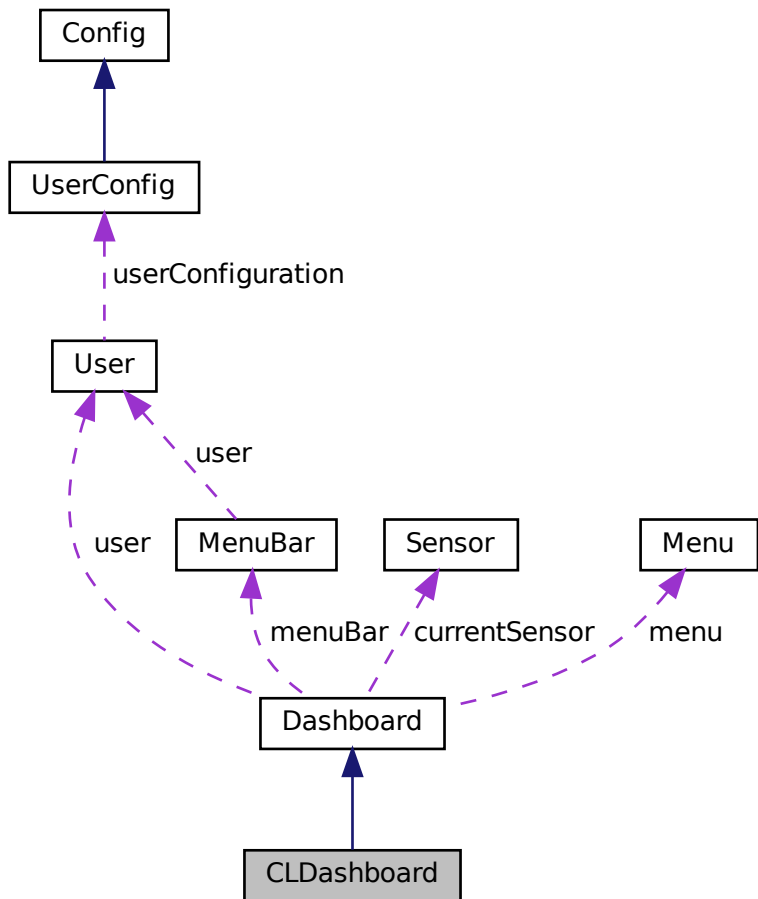 Config
UserConfig
userConfiguration
User
user
user
MenuBar
Sensor
Menu
menuBar
currentSensor
menu
Dashboard
CLDashboard